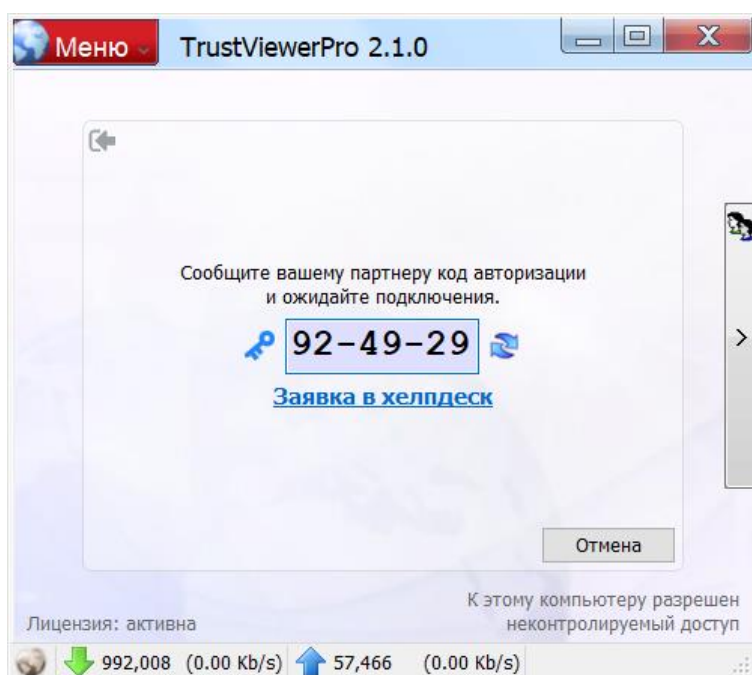 Меню TrustViewerPro 2.1.0
Сообщите вашему партнеру код авторизации
и ожидайте подключения.
92-49-29
Заявка в хелпдеск
Отмена
К этому компьютеру разрешен
Лицензия: активна неконтролируемый доступ
992,008 (0.00 Kb/s) 57,466 (0.00 Kb/s)